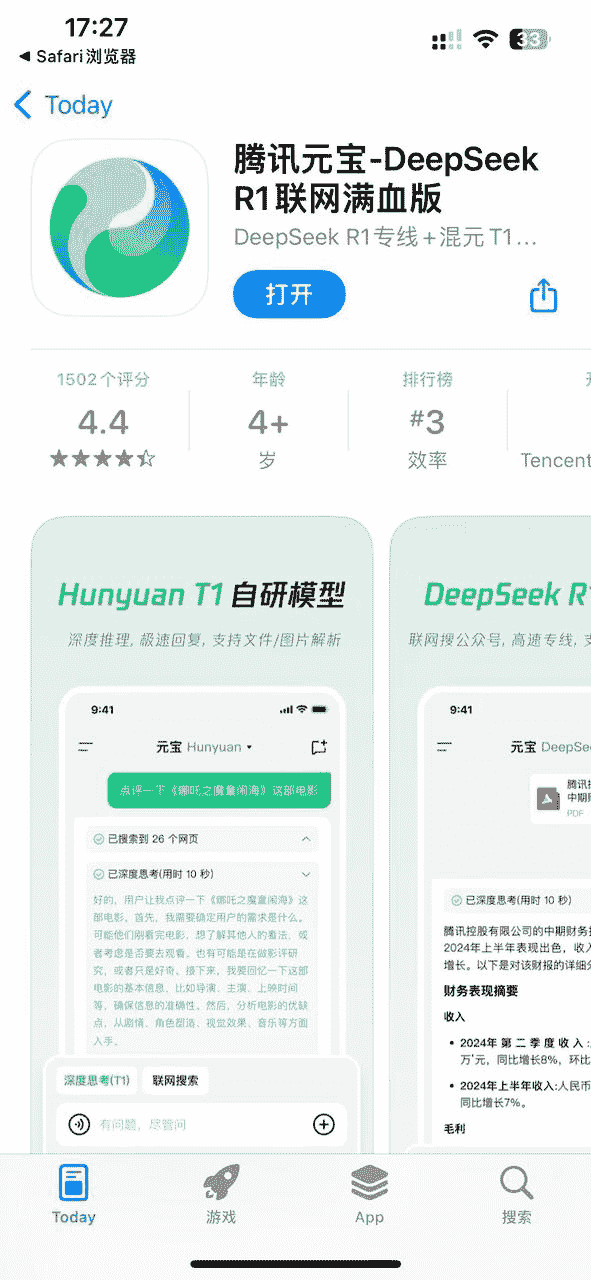 17:27
33
◀ Safari浏览器
Today
腾讯元宝-DeepSeek
R1联网满血版
DeepSeek R1专线+混元T1...
打开
1502个评分
年龄
排行榜
4.4
4+
#3
岁
效率
Tencent
Hunyuan T1 自研模型
深度推理, 极速回复, 支持文件/图片解析
9:41
元宝 Hunyuan
点评一下《哪吒之魔童闹海》这部电影
已搜索到 26 个网页
已深度思考(用时 10 秒)
好的，用户让我点评一下《哪吒之魔童闹海》这
部电影。首先，我需要确定用户的需求是什么。
可能他们刚看完电影，想了解其他人的看法，或
者考虑是否要去观看。也有可能是在做影评研
究，或者只是好奇。接下来，我要回忆一下这部
电影的基本信息，比如导演、主演、上映时间
等，确保信息的准确性。然后，分析电影的优缺
点，从剧情、角色塑造、视觉效果、音乐等方面
入手。
深度思考(T1)
联网搜索
有问题，尽管问
DeepSeek R
联网搜公众号, 高速专线,
9:41
元宝 DeepSee
腾讯
中期
PDF
已深度思考(用时 10 秒)
腾讯控股有限公司的中期财务
2024年上半年表现出色，收入
增长。以下是对该财报的详细
财务表现摘要
收入
• 2024年第二季度收入:
万元，同比增长8%，环比
• 2024年上半年收入:人民币
同比增长7%。
毛利
Today
游戏
App
搜索